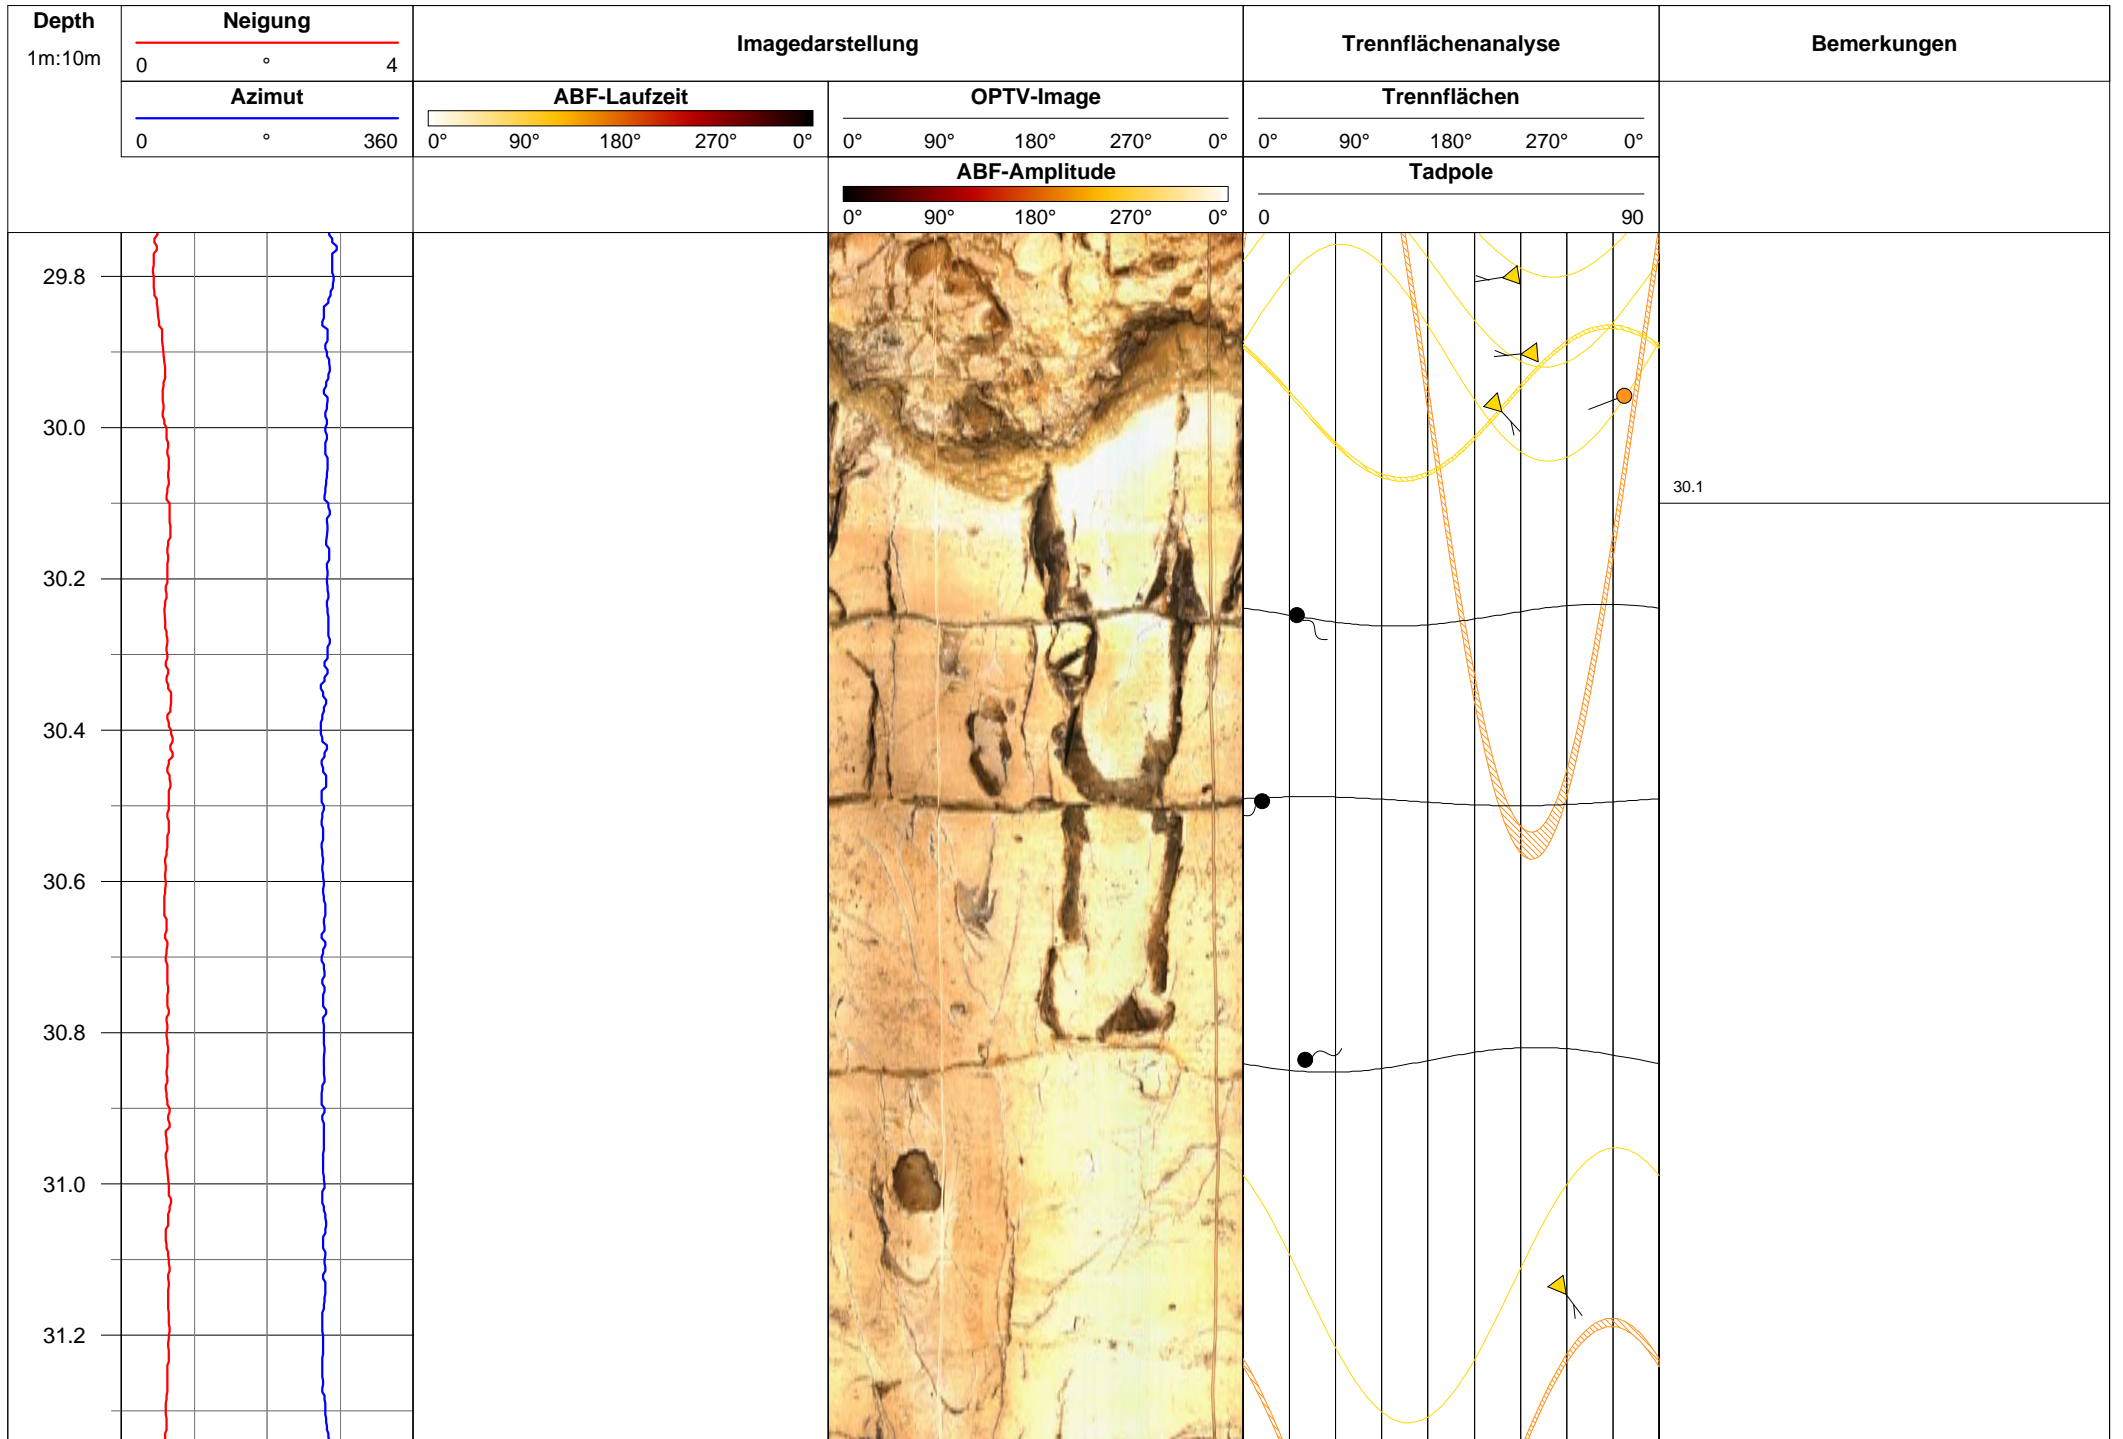 Depth
1m:10m
Neigung
0 ° 4
Azimut
0 ° 360
Imagedarstellung
ABF-Laufzeit
0° 90° 180° 270° 0°
OPTV-Image
0° 90° 180° 270° 0°
ABF-Amplitude
0° 90° 180° 270° 0°
Trennflächenanalyse
Trennflächen
0° 90° 180° 270° 0°
Tadpole
0 90
Bemerkungen
29.8
30.0
30.2
30.4
30.6
30.8
31.0
31.2
30.1